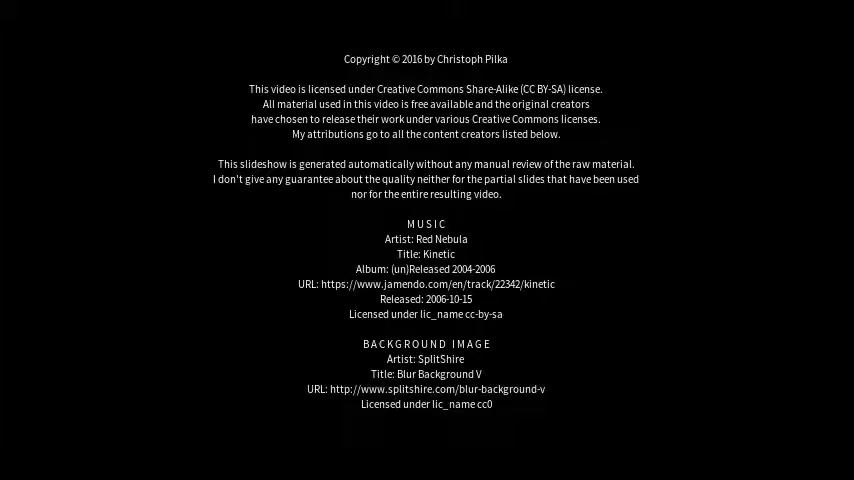 Copyright © 2016 by Christoph Pilka
This video is licensed under Creative Commons Share-Alike (CC BY-SA) license.
All material used in this video is free available and the original creators
have chosen to release their work under various Creative Commons licenses.
My attributions go to all the content creators listed below.
This slideshow is generated automatically without any manual review of the raw material.
I don't give any guarantee about the quality neither for the partial slides that have been used
nor for the entire resulting video.
M U S I C
Artist: Red Nebula
Title: Kinetic
Album: (un)Released 2004-2006
URL: https://www.jamendo.com/en/track/22342/kinetic
Released: 2006-10-15
Licensed under lic_name cc-by-sa
B A C K G R O U N D  I M A G E
Artist: SplitShire
Title: Blur Background V
URL: http://www.splitshire.com/blur-background-v
Licensed under lic_name cc0